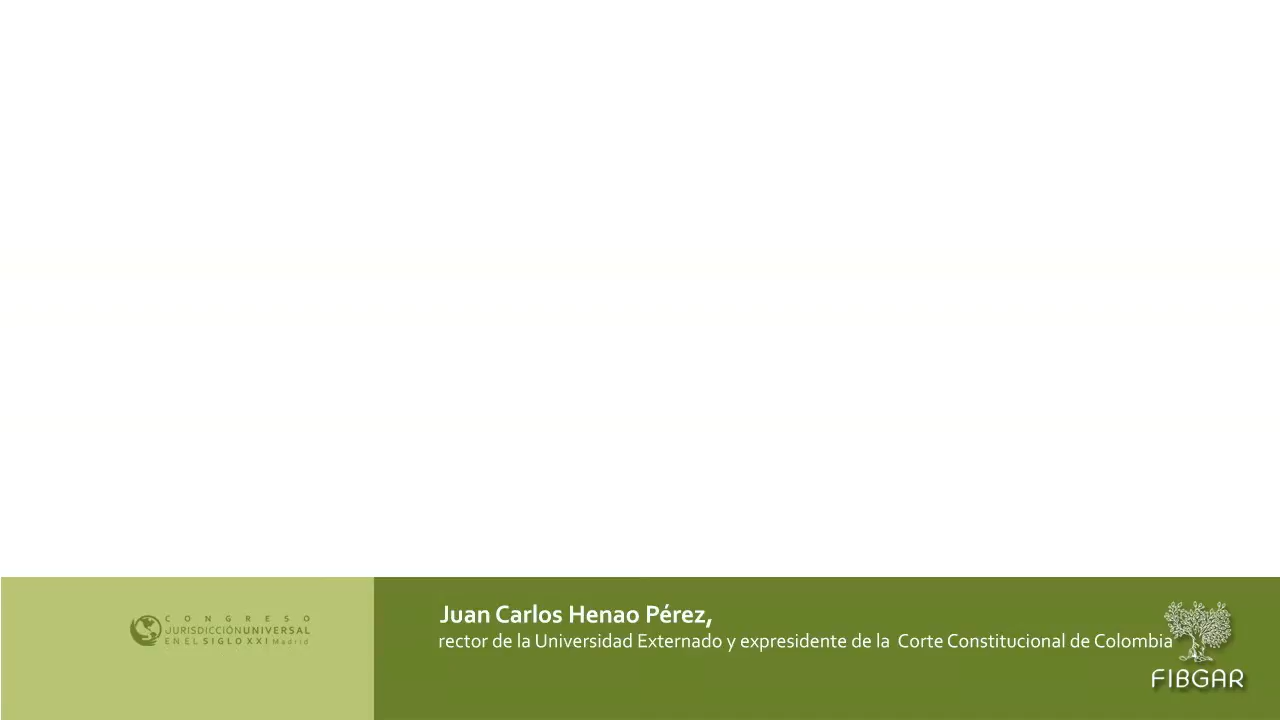 CONGRESO
JURISDICCIÓN UNIVERSAL
EN EL SIGLO XXI Madrid
Juan Carlos Henao Pérez,
rector de la Universidad Externado y expresidente de la Corte Constitucional de Colombia
FIBGAR